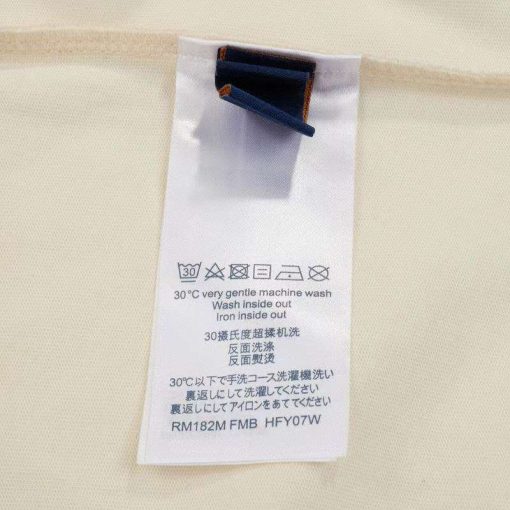 30
30°C very gentle machine wash
Wash inside out
Iron inside out
30摄氏度超揉机洗
反面洗涤
反面熨烫
30℃以下で手洗コース洗濯機洗い
裏返しにして洗濯してください
裏返しにしてアイロンをあてでください
RM182M FMB HFY07W